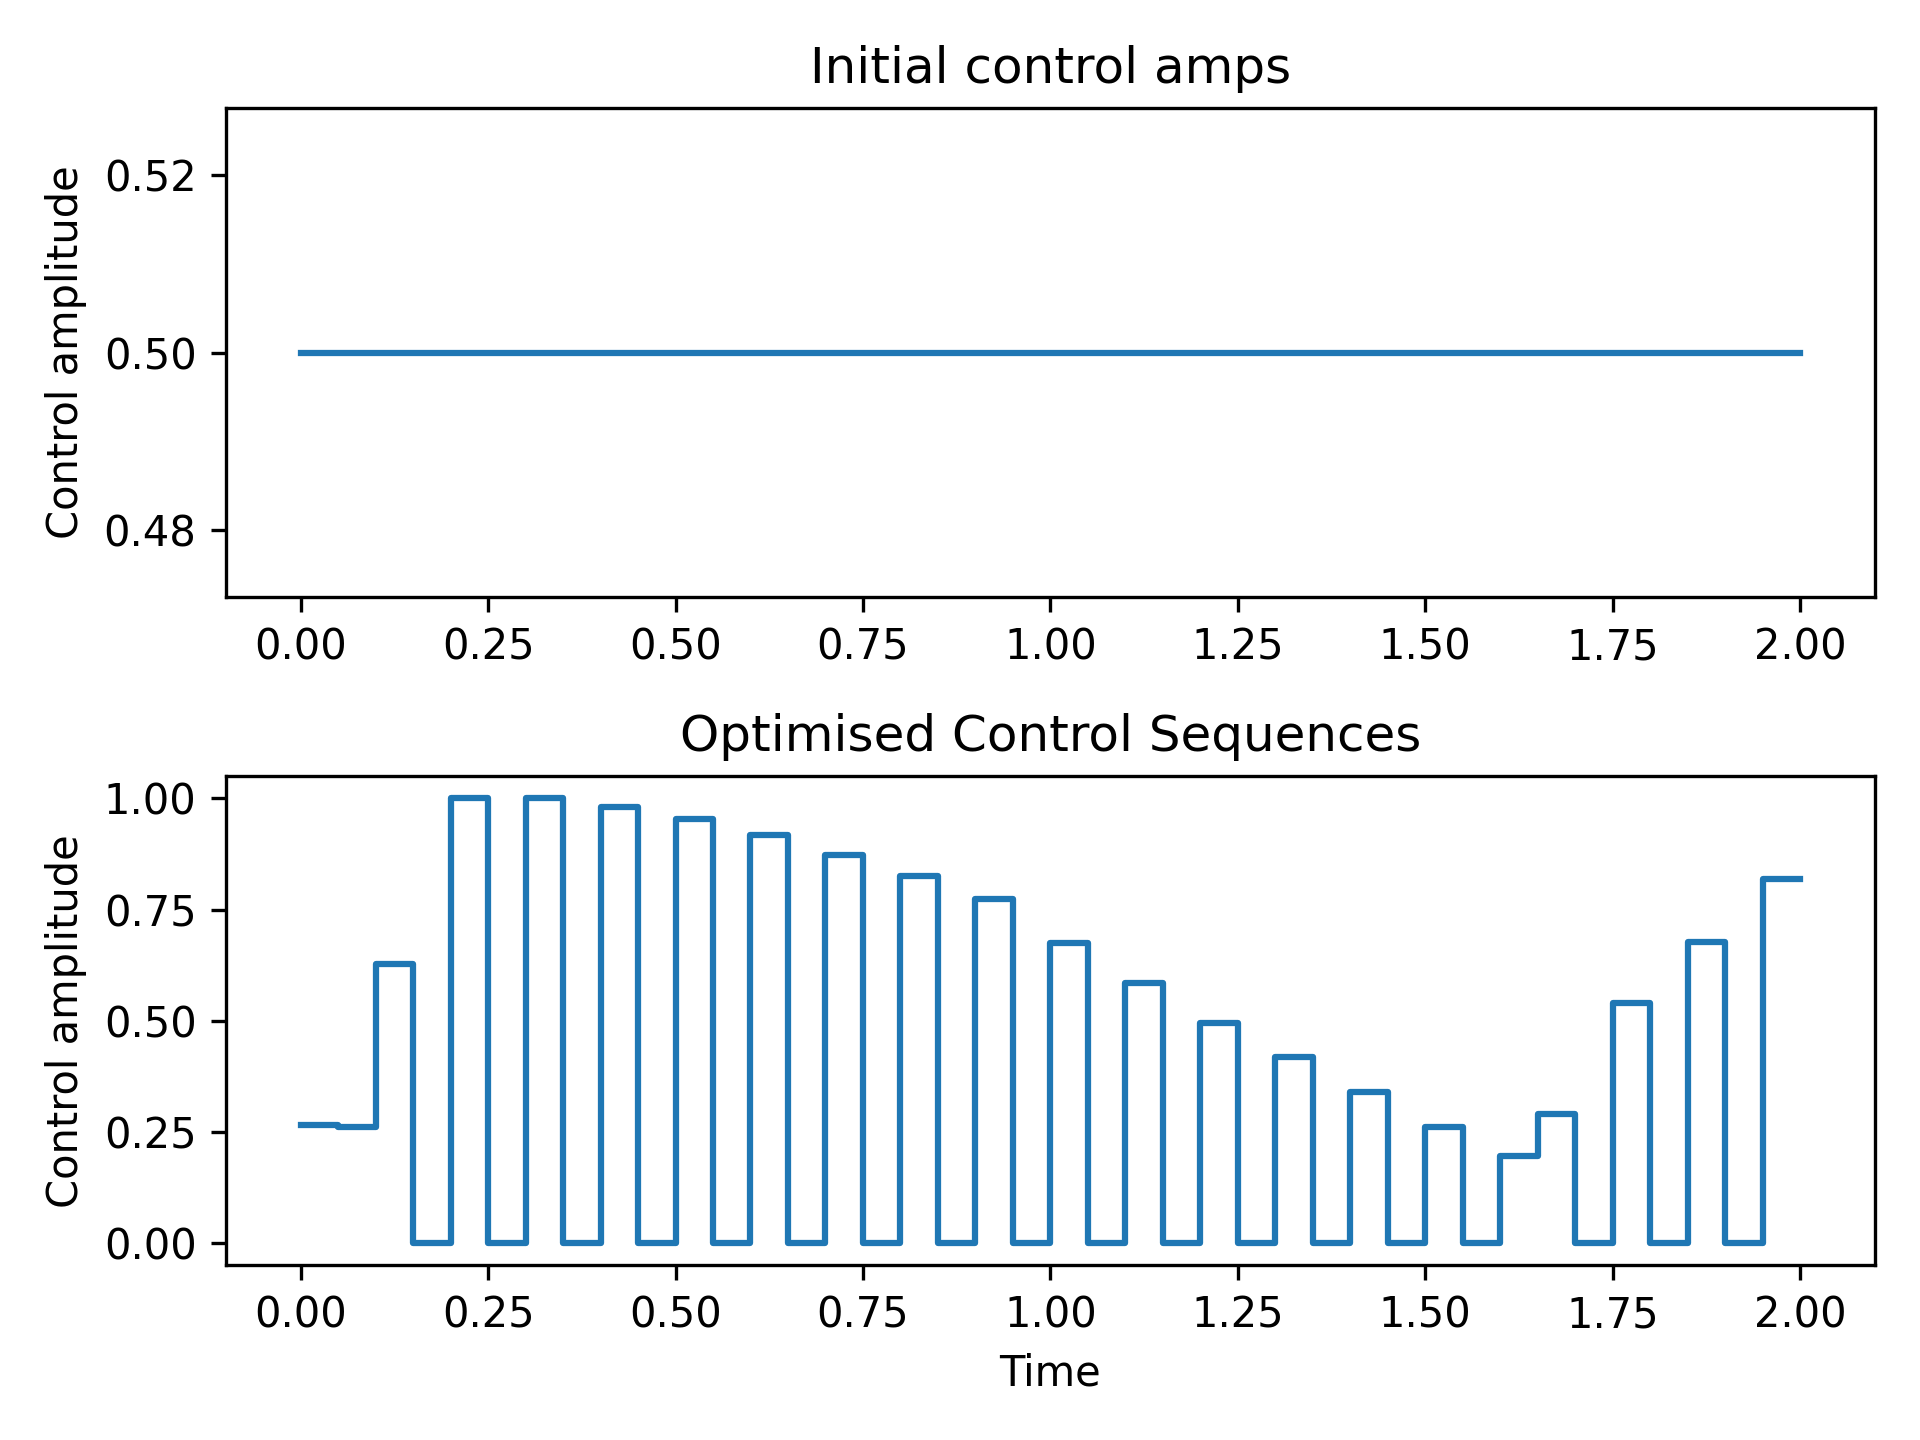 Initial control amps
Control amplitude
0.52
0.50
0.48
0.00 0.25 0.50 0.75 1.00 1.25 1.50 1.75 2.00
Optimised Control Sequences
Control amplitude
1.00
0.75
0.50
0.25
0.00
0.00 0.25 0.50 0.75 1.00 1.25 1.50 1.75 2.00
Time